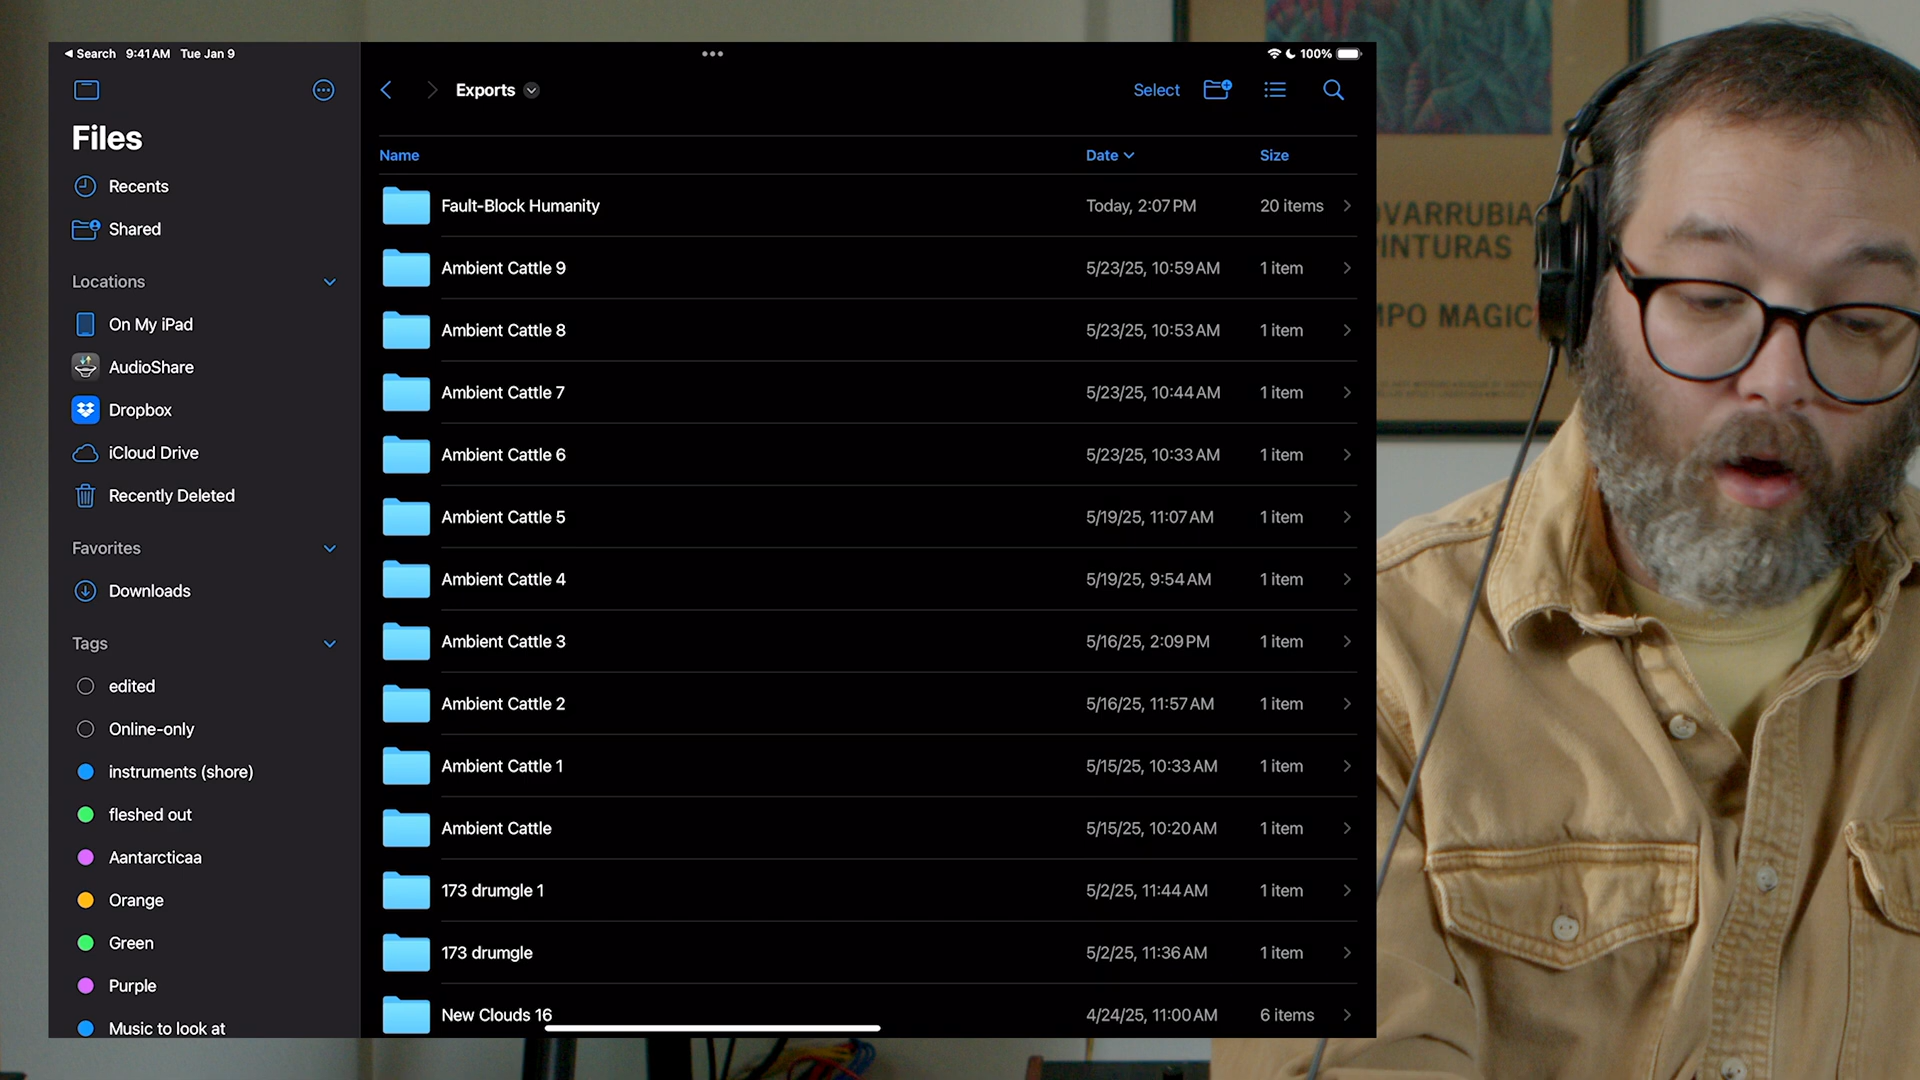 ◀ Search 9:41 AM Tue Jan 9
100%
Files
Recents
Shared
Locations
On My iPad
AudioShare
Dropbox
iCloud Drive
Recently Deleted
Favorites
Downloads
Tags
edited
Online-only
instruments (shore)
fleshed out
Aantarcticaa
Orange
Green
Purple
Music to look at
Exports
Select
Name Date Size
Fault-Block Humanity Today, 2:07 PM 20 items
Ambient Cattle 9 5/23/25, 10:59 AM 1 item
Ambient Cattle 8 5/23/25, 10:53 AM 1 item
Ambient Cattle 7 5/23/25, 10:44 AM 1 item
Ambient Cattle 6 5/23/25, 10:33 AM 1 item
Ambient Cattle 5 5/19/25, 11:07 AM 1 item
Ambient Cattle 4 5/19/25, 9:54 AM 1 item
Ambient Cattle 3 5/16/25, 2:09 PM 1 item
Ambient Cattle 2 5/16/25, 11:57 AM 1 item
Ambient Cattle 1 5/15/25, 10:33 AM 1 item
Ambient Cattle 5/15/25, 10:20 AM 1 item
173 drumgle 1 5/2/25, 11:44 AM 1 item
173 drumgle 5/2/25, 11:36 AM 1 item
New Clouds 16 4/24/25, 11:00 AM 6 items
OVARRUBIA
PINTURAS
MPO MAGIC